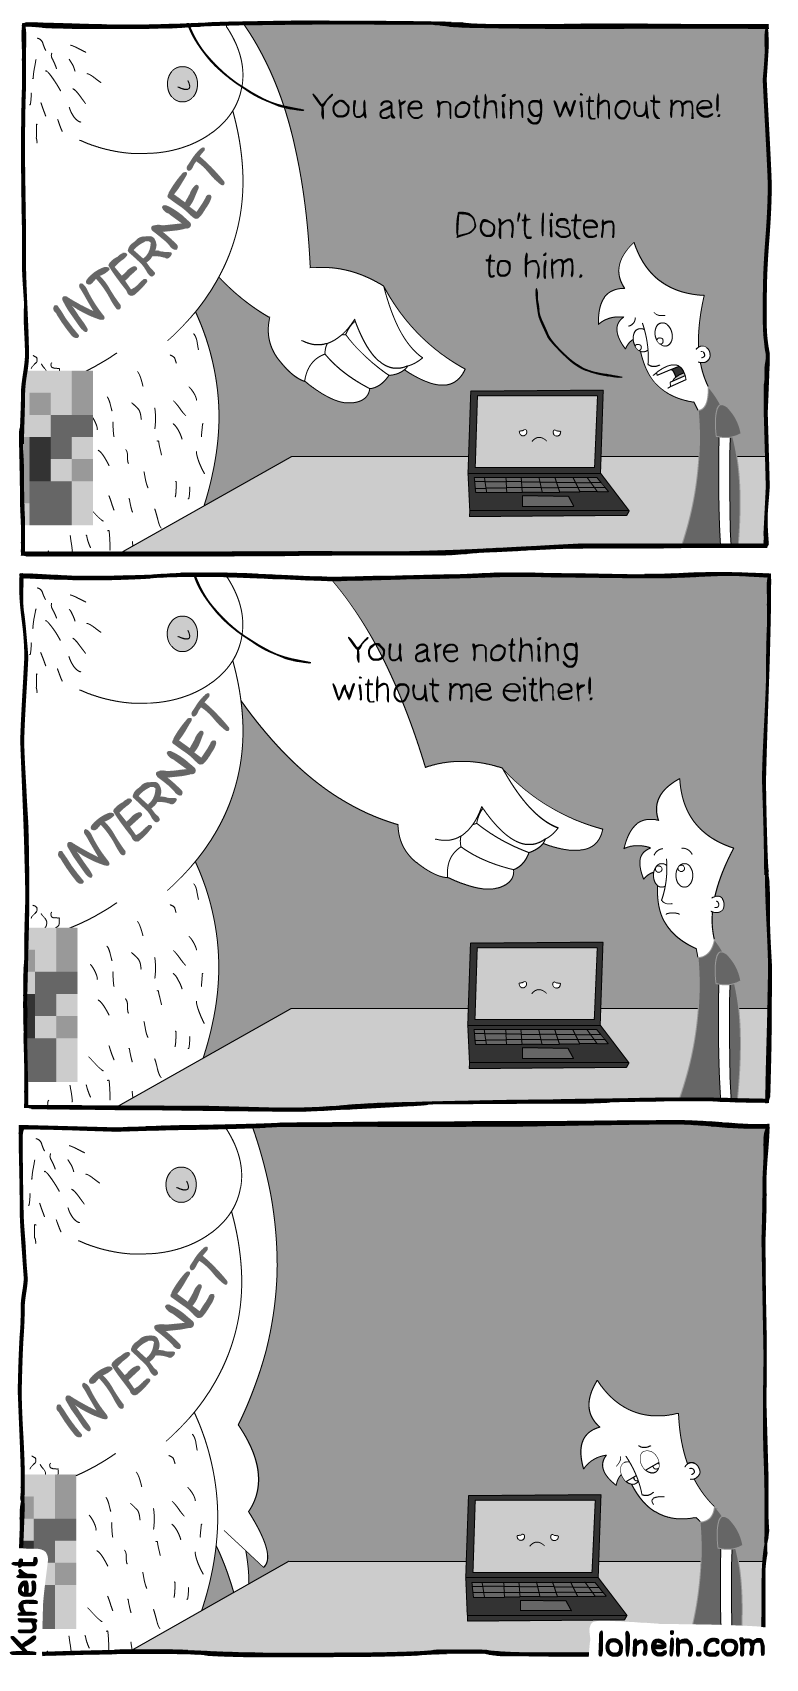 You are nothing without me!
Don't listen
to him.
INTERNET
You are nothing
without me either!
INTERNET
INTERNET
Kunert
lolnein.com